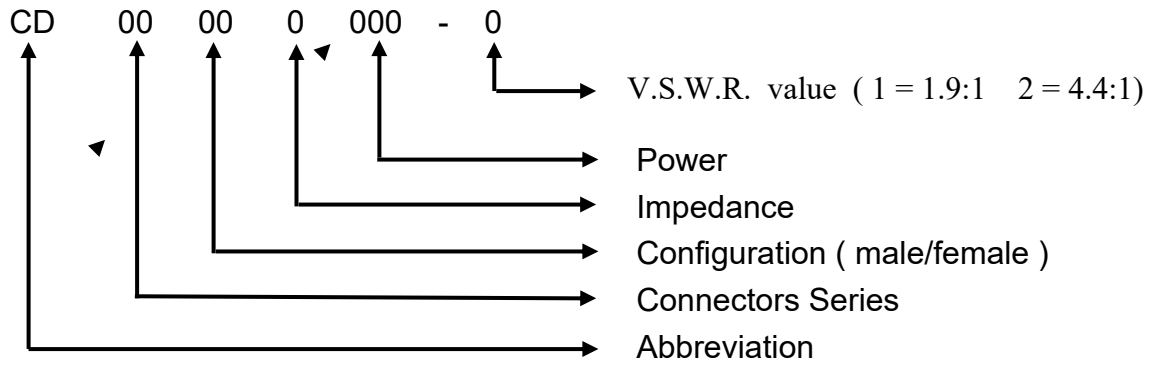 CD 00 00 0 000 - 0
V.S.W.R. value ( 1 = 1.9:1 2 = 4.4:1)
Power
Impedance
Configuration ( male/female )
Connectors Series
Abbreviation